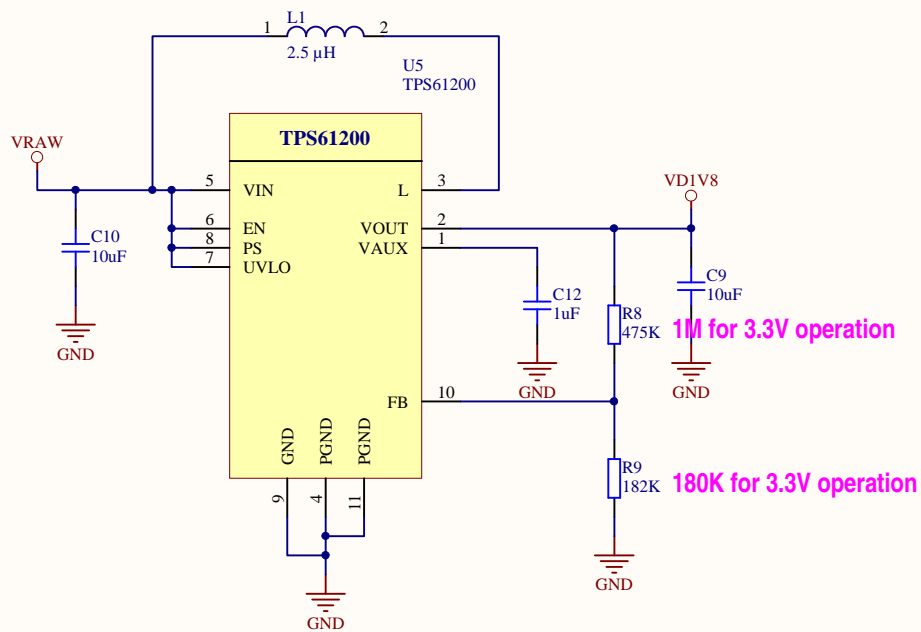 L1
1 2
2.5 µH
U5
TPS61200
TPS61200
VRAW
VD1V8
5 VIN L 3
6 EN VOUT 2
8 PS VAUX 1
7 UVLO
C10
10uF
GND
C12
1uF
GND
C9
10uF
GND
R8
475K 1M for 3.3V operation
FB 10
R9
182K 180K for 3.3V operation
GND
GND PGND PGND
9 4 11
GND